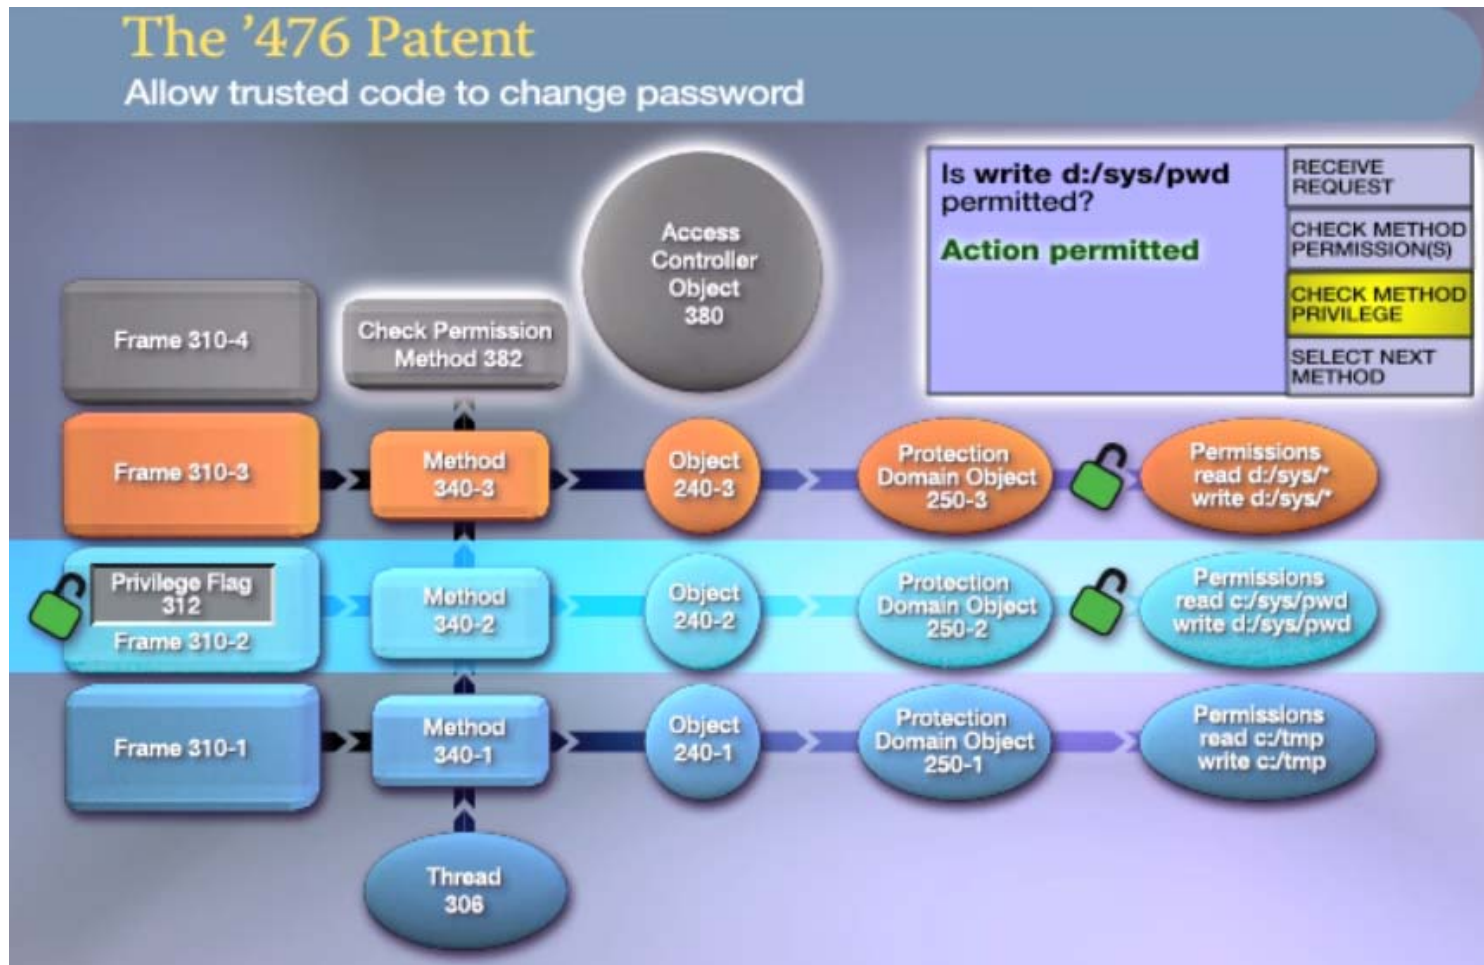 The ’476 Patent
Allow trusted code to change password
Is write d:/sys/pwd
permitted?
Action permitted
RECEIVE
REQUEST
CHECK METHOD
PERMISSION(S)
CHECK METHOD
PRIVILEGE
SELECT NEXT
METHOD
Access
Controller
Object
380
Frame 310-4
Check Permission
Method 382
Frame 310-3
Method
340-3
Object
240-3
Protection
Domain Object
250-3
Permissions
read d:/sys/*
write d:/sys/*
Privilege Flag
312
Frame 310-2
Method
340-2
Object
240-2
Protection
Domain Object
250-2
Permissions
read c:/sys/pwd
write d:/sys/pwd
Frame 310-1
Method
340-1
Object
240-1
Protection
Domain Object
250-1
Permissions
read c:/tmp
write c:/tmp
Thread
306